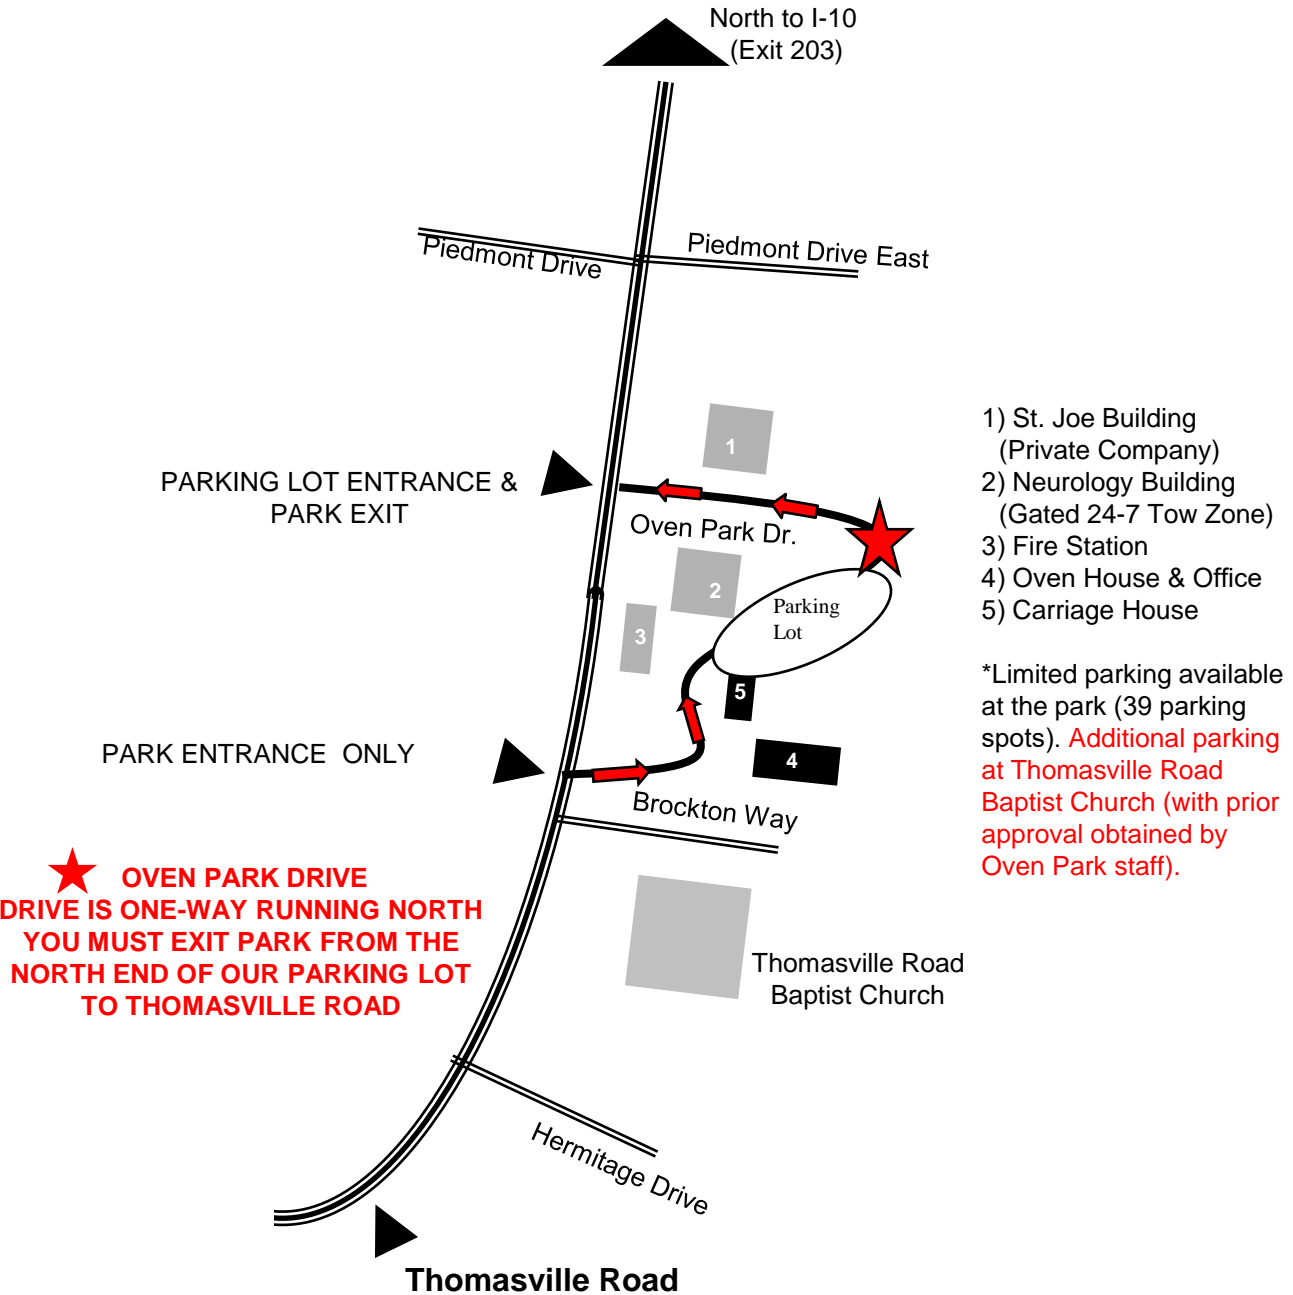 North to I-10
(Exit 203)
Piedmont Drive
Piedmont Drive East
1
PARKING LOT ENTRANCE &
PARK EXIT
Oven Park Dr.
2
3
Parking
Lot
5
4
PARK ENTRANCE ONLY
Brockton Way
1) St. Joe Building
(Private Company)
2) Neurology Building
(Gated 24-7 Tow Zone)
3) Fire Station
4) Oven House & Office
5) Carriage House
*Limited parking available
at the park (39 parking
spots). Additional parking
at Thomasville Road
Baptist Church (with prior
approval obtained by
Oven Park staff).
OVEN PARK DRIVE
DRIVE IS ONE-WAY RUNNING NORTH
YOU MUST EXIT PARK FROM THE
NORTH END OF OUR PARKING LOT
TO THOMASVILLE ROAD
Thomasville Road
Baptist Church
Hermitage Drive
Thomasville Road